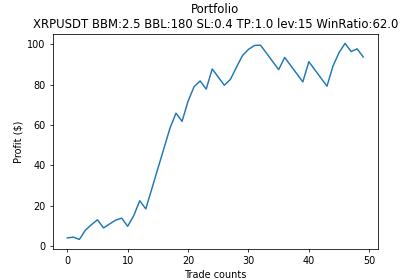 Portfolio
XRPUSDT BBM:2.5 BBL:180 SL:0.4 TP:1.0 lev:15 WinRatio:62.0
100
80
60
40
20
0
Profit ($)
0 10 20 30 40 50
Trade counts